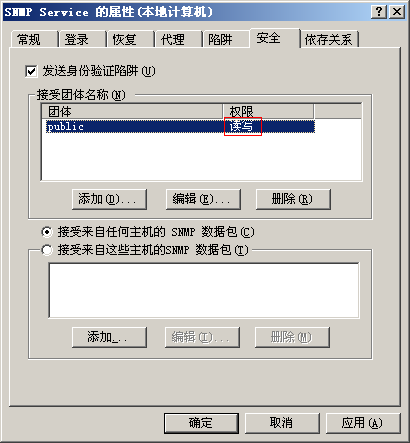 SNMP Service 的属性(本地计算机)
常规 登录 恢复 代理 陷阱 安全 依存关系
发送身份验证陷阱(U)
接受团体名称(N)
团体 权限
public 读写
添加(D)... 编辑(E)... 删除(R)
接受来自任何主机的 SNMP 数据包(C)
接受来自这些主机的SNMP 数据包(T)
添加... 编辑(I)... 删除(M)
确定 取消 应用(A)